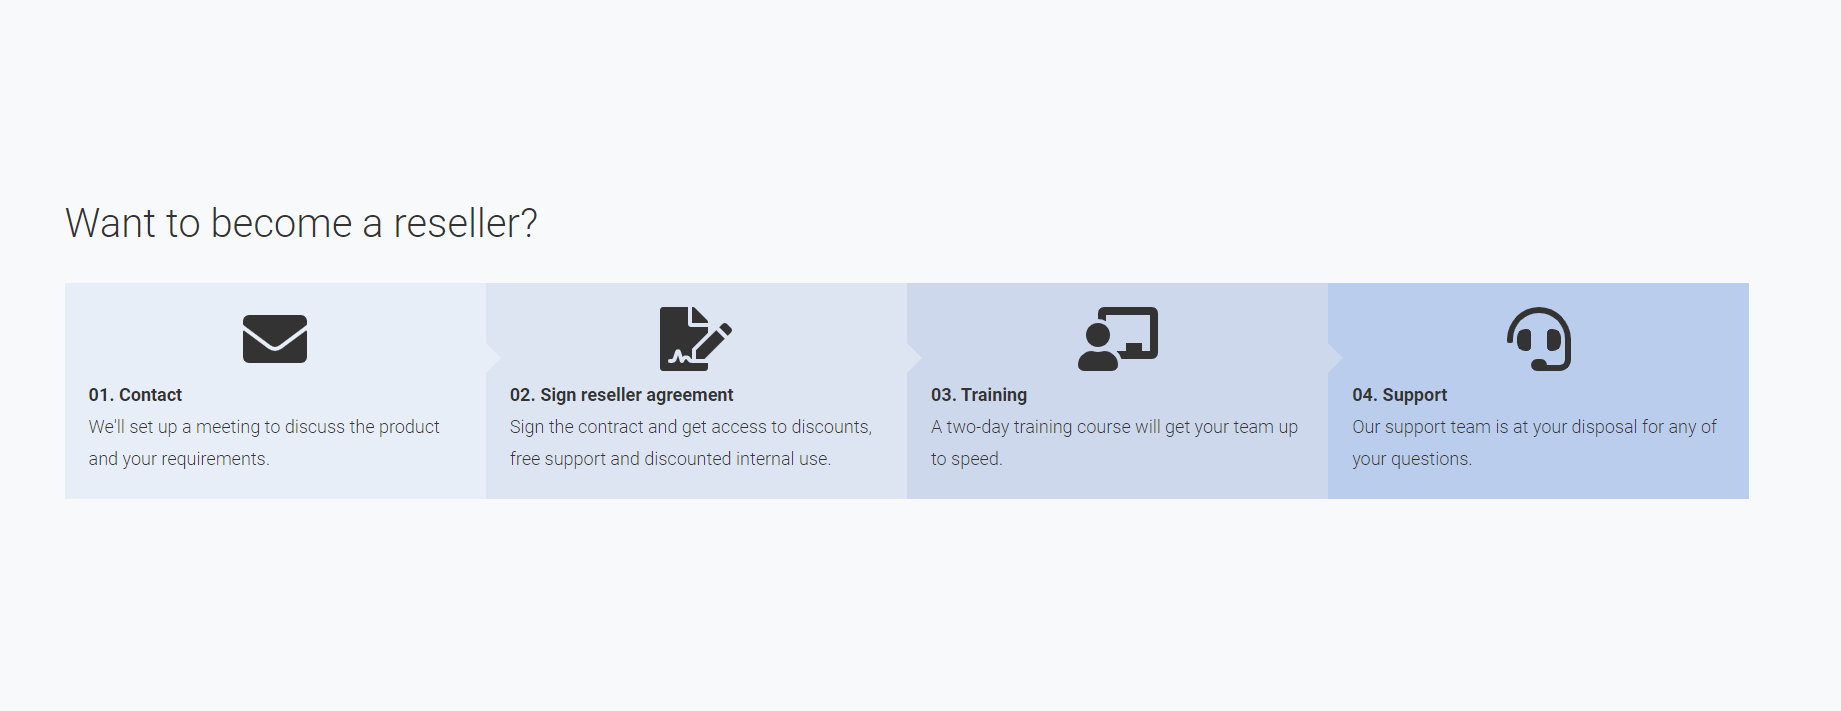 Want to become a reseller?
01. Contact
We'll set up a meeting to discuss the product
and your requirements.
02. Sign reseller agreement
Sign the contract and get access to discounts,
free support and discounted internal use.
03. Training
A two-day training course will get your team up
to speed.
04. Support
Our support team is at your disposal for any of
your questions.